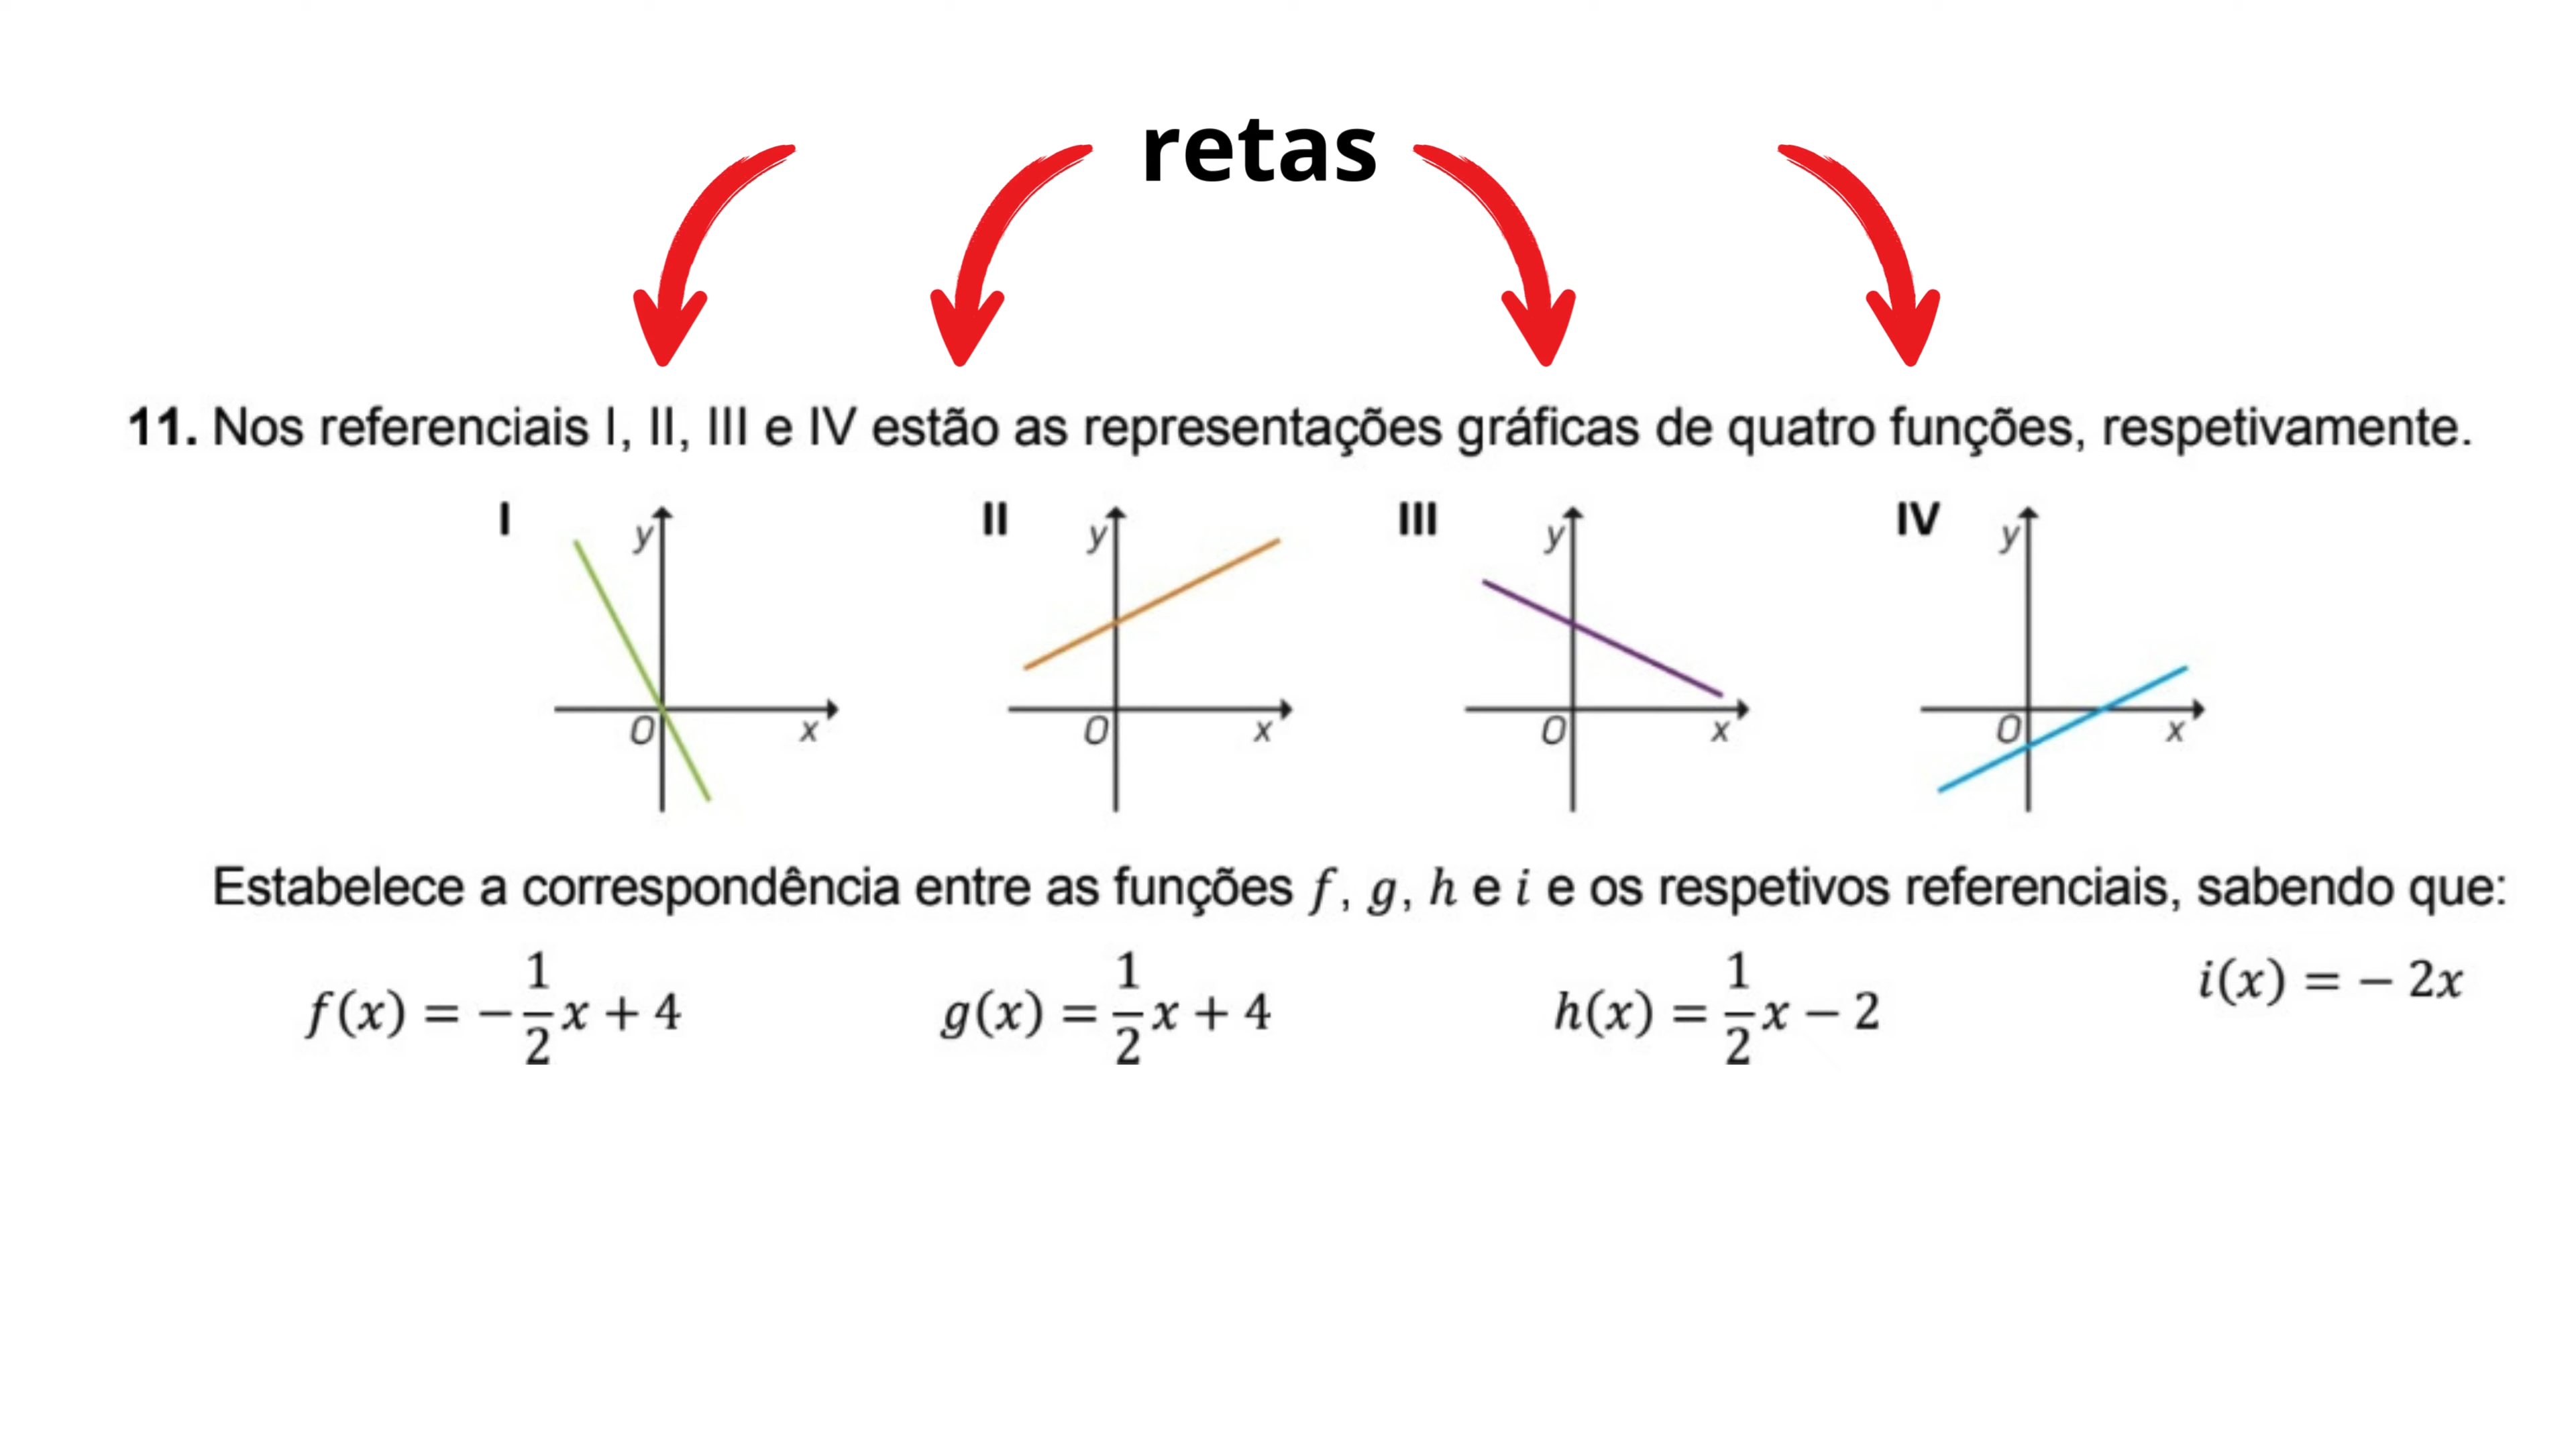 retas
11. Nos referenciais I, II, III e IV estão as representações gráficas de quatro funções, respetivamente.
I y O x
II y O x
III y O x
IV y O x
Estabelece a correspondência entre as funções f, g, h e i e os respetivos referenciais, sabendo que:
f(x) = −1/2x + 4 g(x) = 1/2x + 4 h(x) = 1/2x − 2 i(x) = − 2x